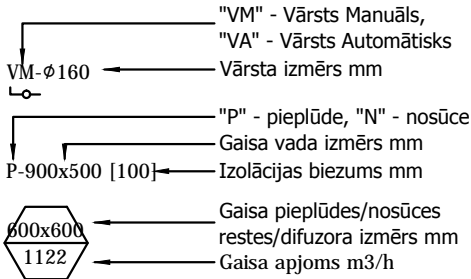 "VM" - Vārsts Manuāls,
"VA" - Vārsts Automātisks
VM-ϕ160
Vārsta izmērs mm
"P" - pieplūde, "N" - nosūce
Gaisa vada izmērs mm
P-900x500 [100]
Izolācijas biezums mm
Gaisa pieplūdes/nosūces
600x600
restes/difuzora izmērs mm
1122
Gaisa apjoms m3/h